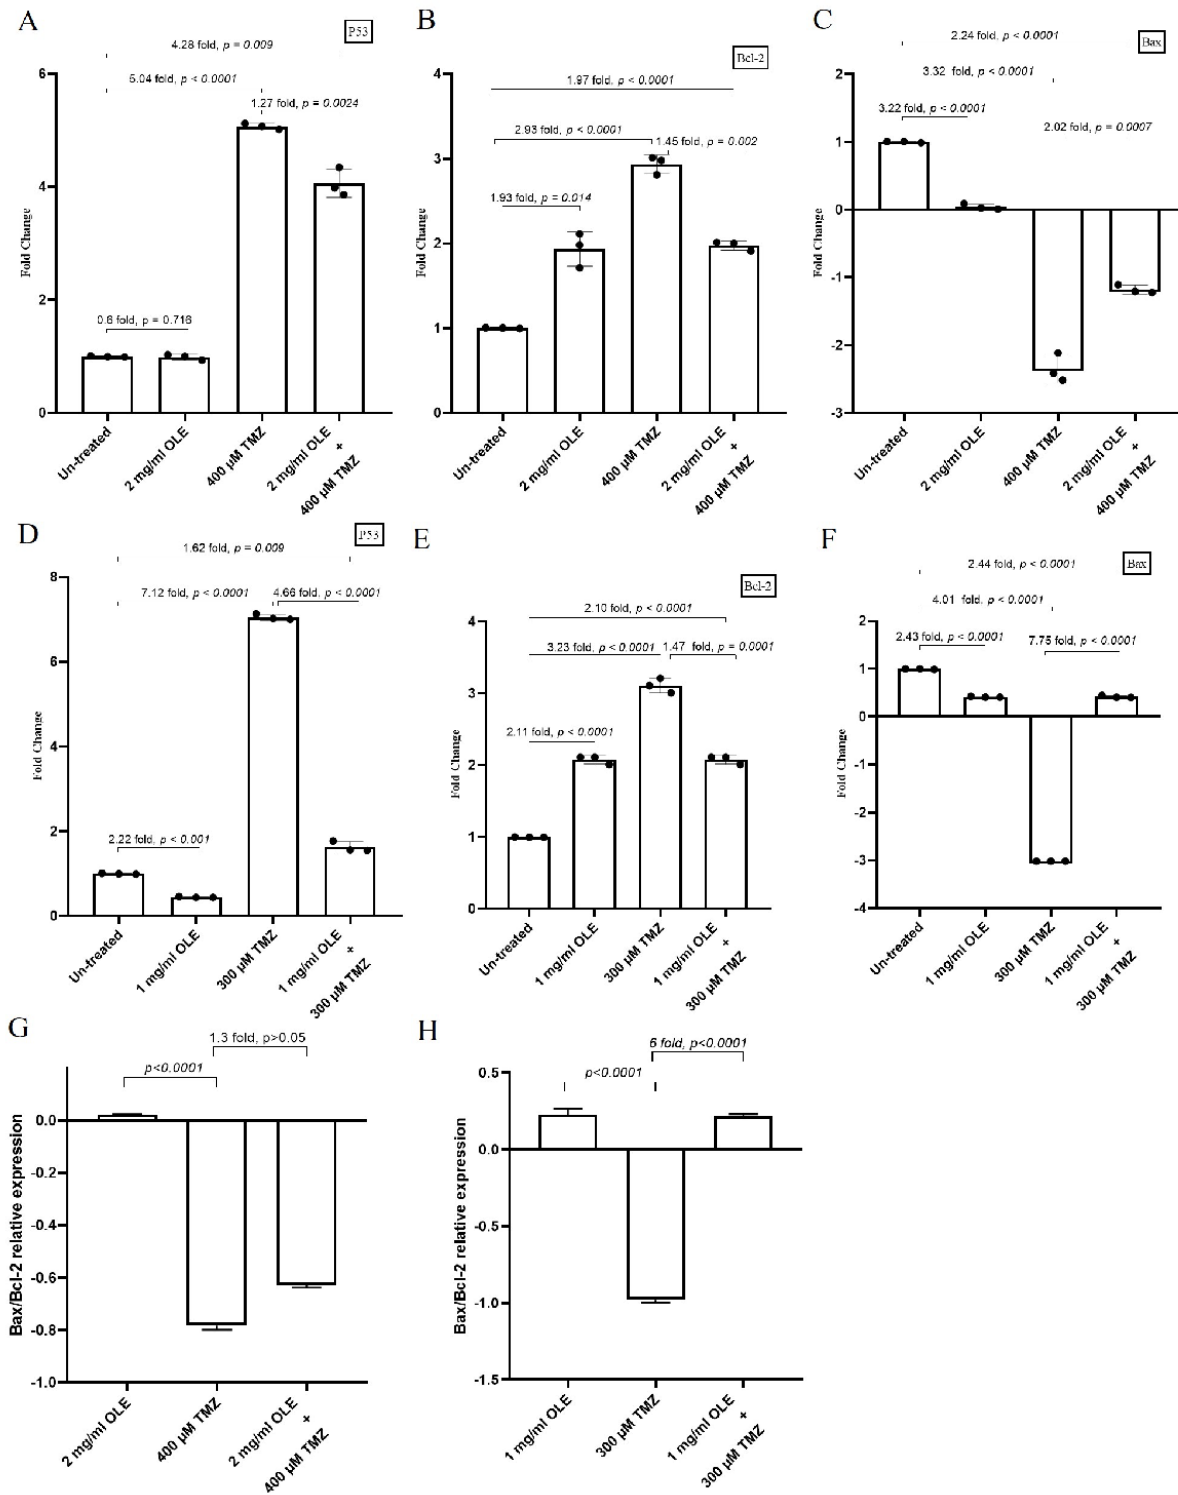 A
P53
4.28 fold, p = 0.009
5.04 fold, p < 0.0001
1.27 fold, p = 0.0024
0.8 fold, p = 0.716
Fold Change
6
4
2
0
Un-treated
2 mg/ml OLE
400 µM TMZ
2 mg/ml OLE
+
400 µM TMZ
B
Bcl-2
1.97 fold, p < 0.0001
2.93 fold, p < 0.0001
1.45 fold, p = 0.002
1.93 fold, p = 0.014
Fold Change
4
3
2
1
0
Un-treated
2 mg/ml OLE
400 µM TMZ
2 mg/ml OLE
+
400 µM TMZ
C
Bax
2.24 fold, p < 0.0001
3.32 fold, p < 0.0001
3.22 fold, p < 0.0001
2.02 fold, p = 0.0007
Fold Change
2
1
0
-1
-2
-3
Un-treated
2 mg/ml OLE
400 µM TMZ
2 mg/ml OLE
+
400 µM TMZ
D
P53
1.62 fold, p = 0.009
7.12 fold, p < 0.0001
4.66 fold, p < 0.0001
2.22 fold, p < 0.001
Fold Change
8
6
4
2
0
Un-treated
1 mg/ml OLE
300 µM TMZ
1 mg/ml OLE
+
300 µM TMZ
E
Bcl-2
2.10 fold, p < 0.0001
3.23 fold, p < 0.0001
1.47 fold, p = 0.0001
2.11 fold, p < 0.0001
Fold Change
4
3
2
1
0
Un-treated
1 mg/ml OLE
300 µM TMZ
1 mg/ml OLE
+
300 µM TMZ
F
Bax
2.44 fold, p < 0.0001
4.01 fold, p < 0.0001
2.43 fold, p < 0.0001
7.75 fold, p < 0.0001
Fold Change
2
1
0
-1
-2
-3
-4
Un-treated
1 mg/ml OLE
300 µM TMZ
1 mg/ml OLE
+
300 µM TMZ
G
1.3 fold, p>0.05
p<0.0001
Bax/Bcl-2 relative expression
0.0
-0.2
-0.4
-0.6
-0.8
-1.0
2 mg/ml OLE
400 µM TMZ
2 mg/ml OLE
+
400 µM TMZ
H
6 fold, p<0.0001
p<0.0001
Bax/Bcl-2 relative expression
0.5
0.0
-0.5
-1.0
-1.5
1 mg/ml OLE
300 µM TMZ
1 mg/ml OLE
+
300 µM TMZ